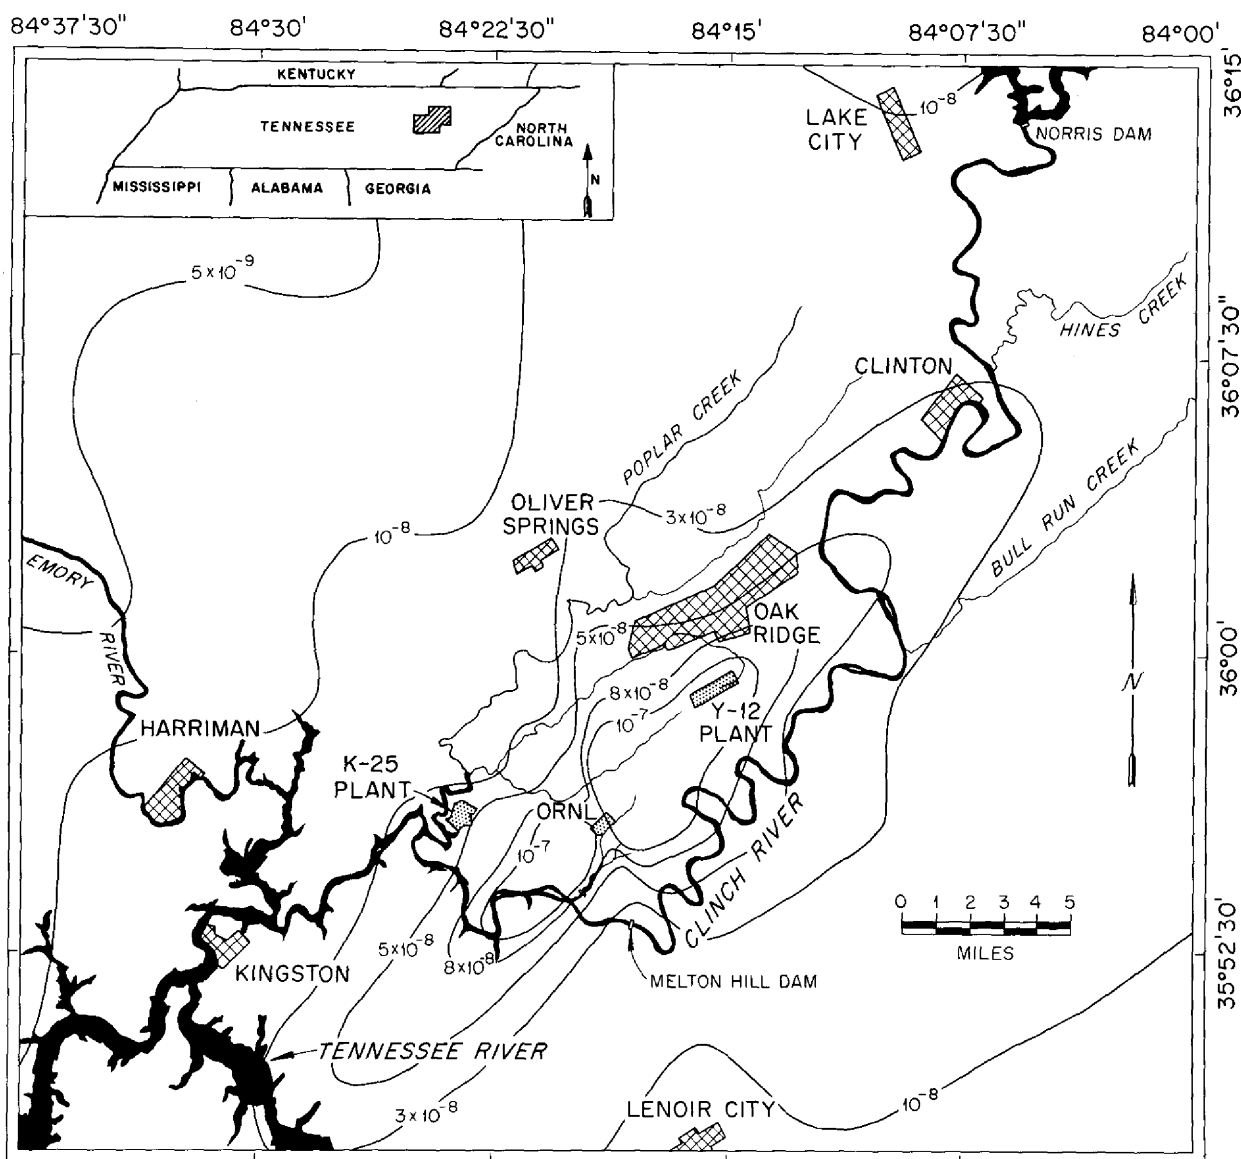 84°37'30"
84°30'
84°22'30"
84°15'
84°07'30"
84°00'
36°15'
KENTUCKY
TENNESSEE
NORTH
CAROLINA
MISSISSIPPI
ALABAMA
GEORGIA
N
LAKE
CITY
10⁻⁸
NORRIS DAM
5×10⁻⁹
HINES CREEK
36°07'30"
CLINTON
POPLAR CREEK
OLIVER
SPRINGS
3×10⁻⁸
10⁻⁸
BULL RUN CREEK
EMORY
RIVER
OAK
RIDGE
5×10⁻⁸
36°00'
8×10⁻⁸
10⁻⁷
Y-12
PLANT
N
HARRIMAN
K-25
PLANT
ORNL
10⁻⁷
CLINCH RIVER
0 1 2 3 4 5
MILES
5×10⁻⁸
8×10⁻⁸
36°52'30"
KINGSTON
MELTON HILL DAM
TENNESSEE RIVER
3×10⁻⁸
LENOIR CITY
10⁻⁸